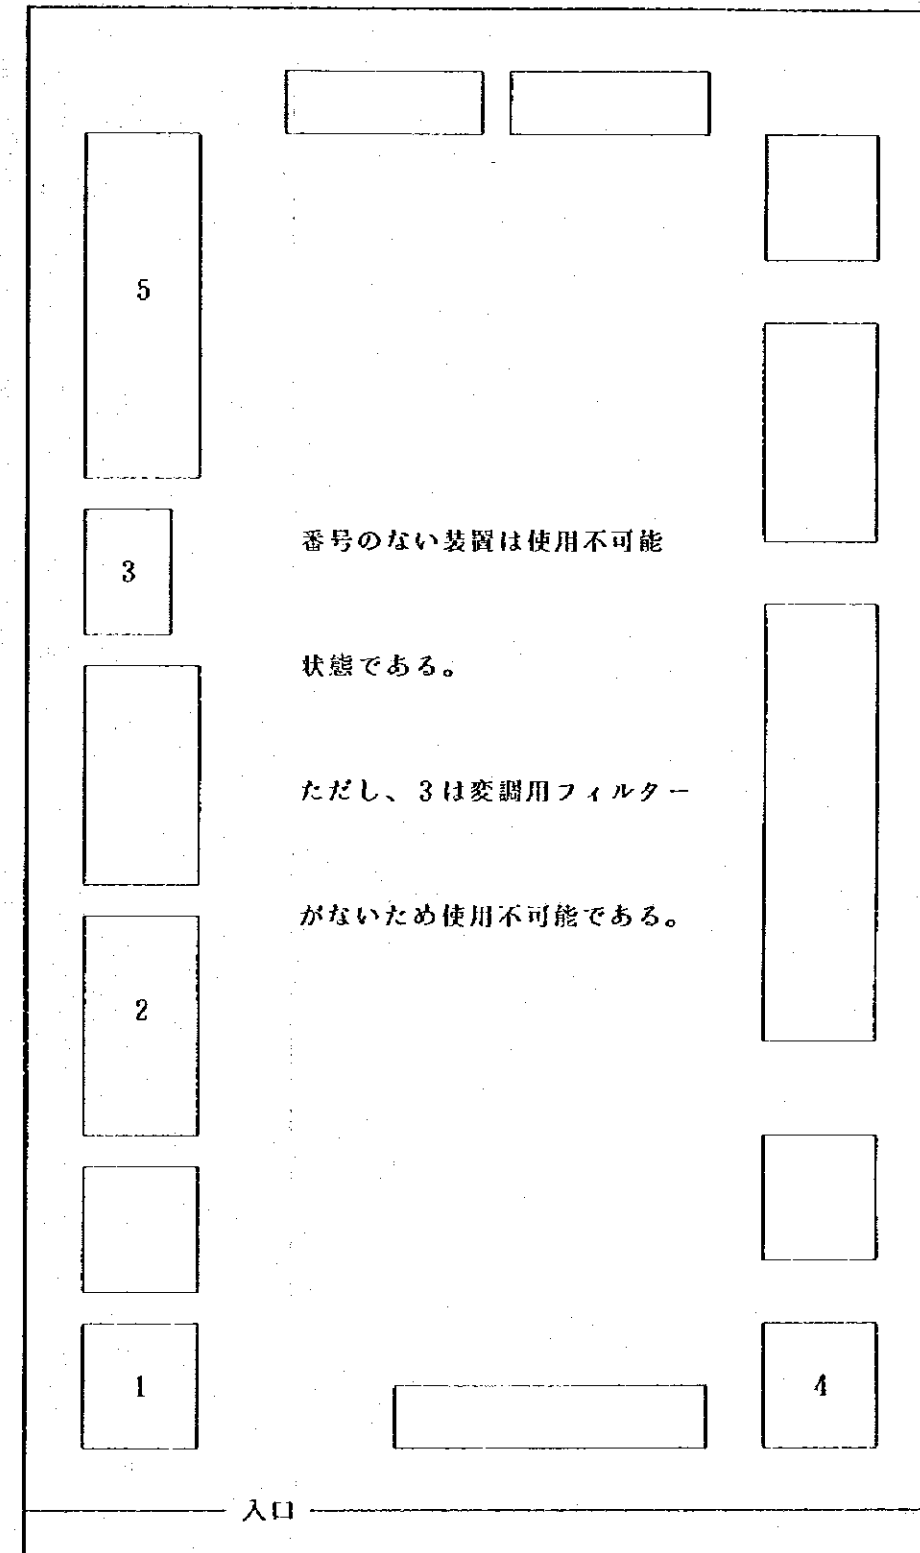 5
番号のない装置は使用不可能
3
状態である。
ただし、3は変調用フィルター
がないため使用不可能である。
2
1
4
入口